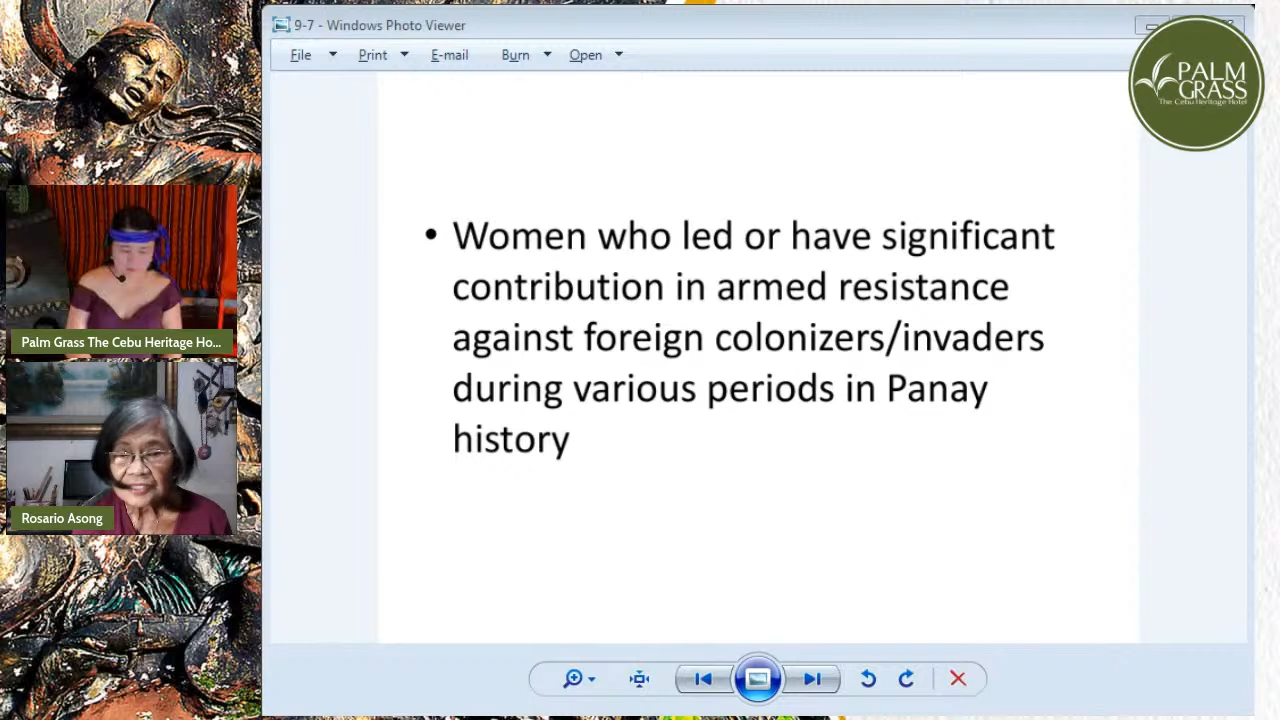 9-7 - Windows Photo Viewer
File Print E-mail Burn Open
PALM
GRASS
The Cebu Heritage Hotel
• Women who led or have significant
contribution in armed resistance
against foreign colonizers/invaders
during various periods in Panay
history
Palm Grass The Cebu Heritage Ho...
Rosario Asong